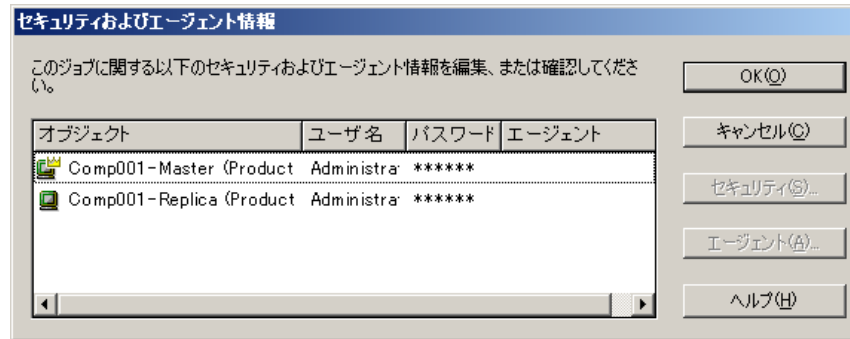 セキュリティおよびエージェント情報
このジョブに関する以下のセキュリティおよびエージェント情報を編集、または確認してくださ
い。
OK(O)
オブジェクト ユーザ名 パスワード エージェント
キャンセル(C)
Comp001-Master (Product Administra ******
Comp001-Replica (Product Administra ******
セキュリティ(S)...
エージェント(A)...
ヘルプ(H)